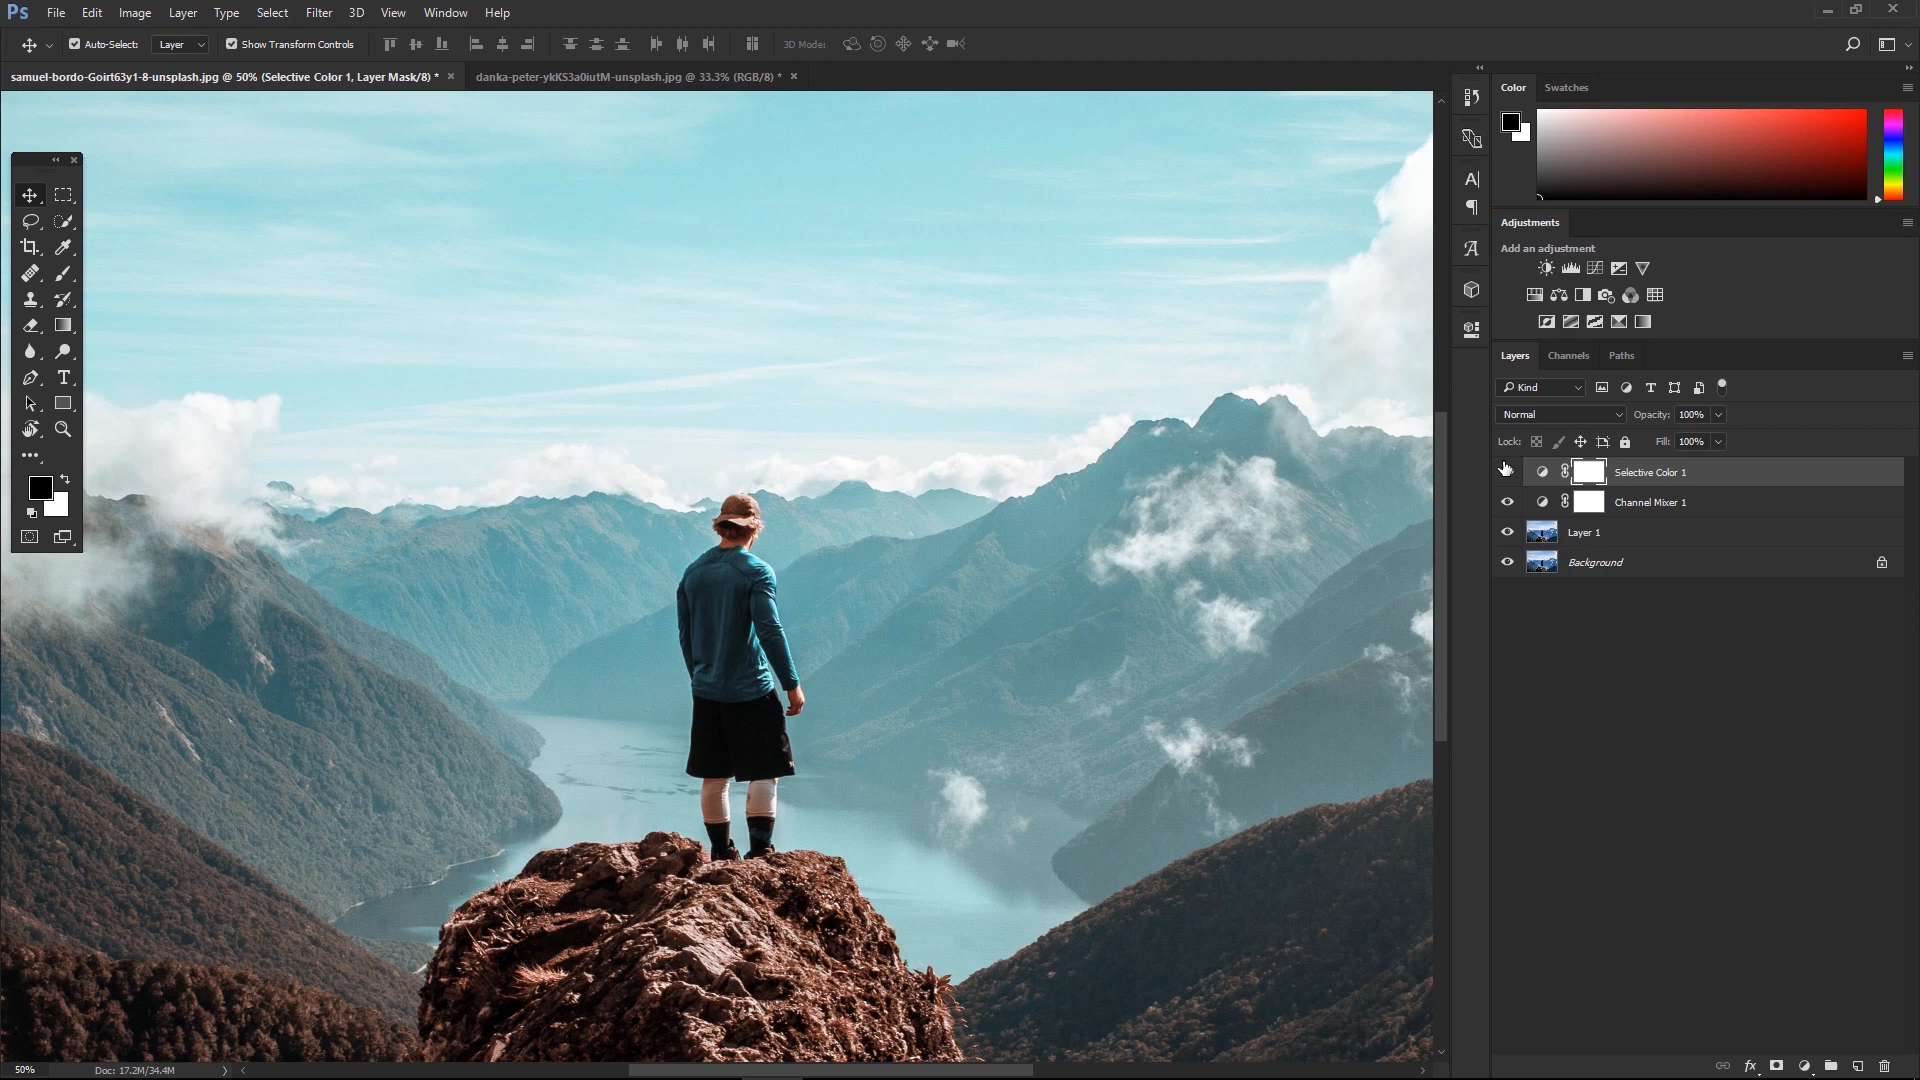 Ps File Edit Image Layer Type Select Filter 3D View Window Help
Auto-Select: Layer Show Transform Controls 3D Mode:
samuel-bordo-Goirt63y1-8-unsplash.jpg @ 50% (Selective Color 1, Layer Mask/8) * danka-peter-ykKS3a0iutM-unsplash.jpg @ 33.3% (RGB/8) *
Color Swatches
Adjustments
Add an adjustment
Layers Channels Paths
Kind
Normal Opacity: 100%
Lock: Fill: 100%
Selective Color 1
Channel Mixer 1
Layer 1
Background
50% Doc: 17.2M/34.4M